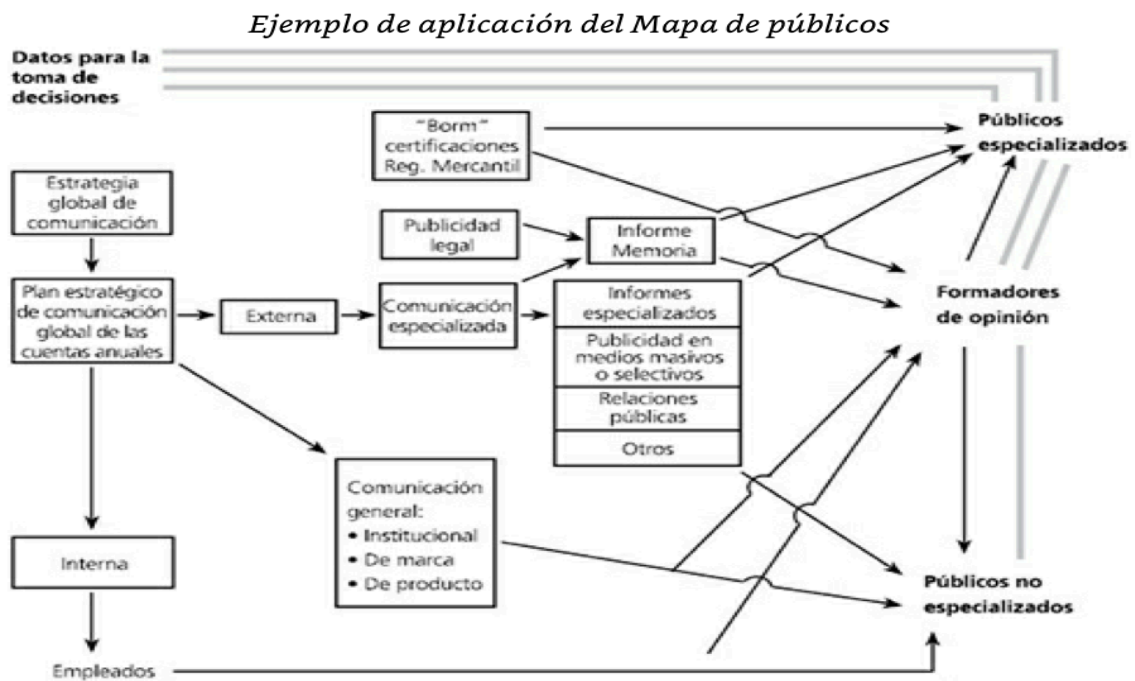 Ejemplo de aplicación del Mapa de públicos
Datos para la
toma de
decisiones
"Borm"
certificaciones
Reg. Mercantil
Públicos
especializados
Estrategia
global de
comunicación
Publicidad
legal
Informe
Memoria
Plan estratégico
de comunicación
global de las
cuentas anuales
Externa
Comunicación
especializada
Informes
especializados
Publicidad en
medios masivos
o selectivos
Relaciones
públicas
Otros
Formadores
de opinión
Comunicación
general:
• Institucional
• De marca
• De producto
Interna
Públicos no
especializados
Empleados